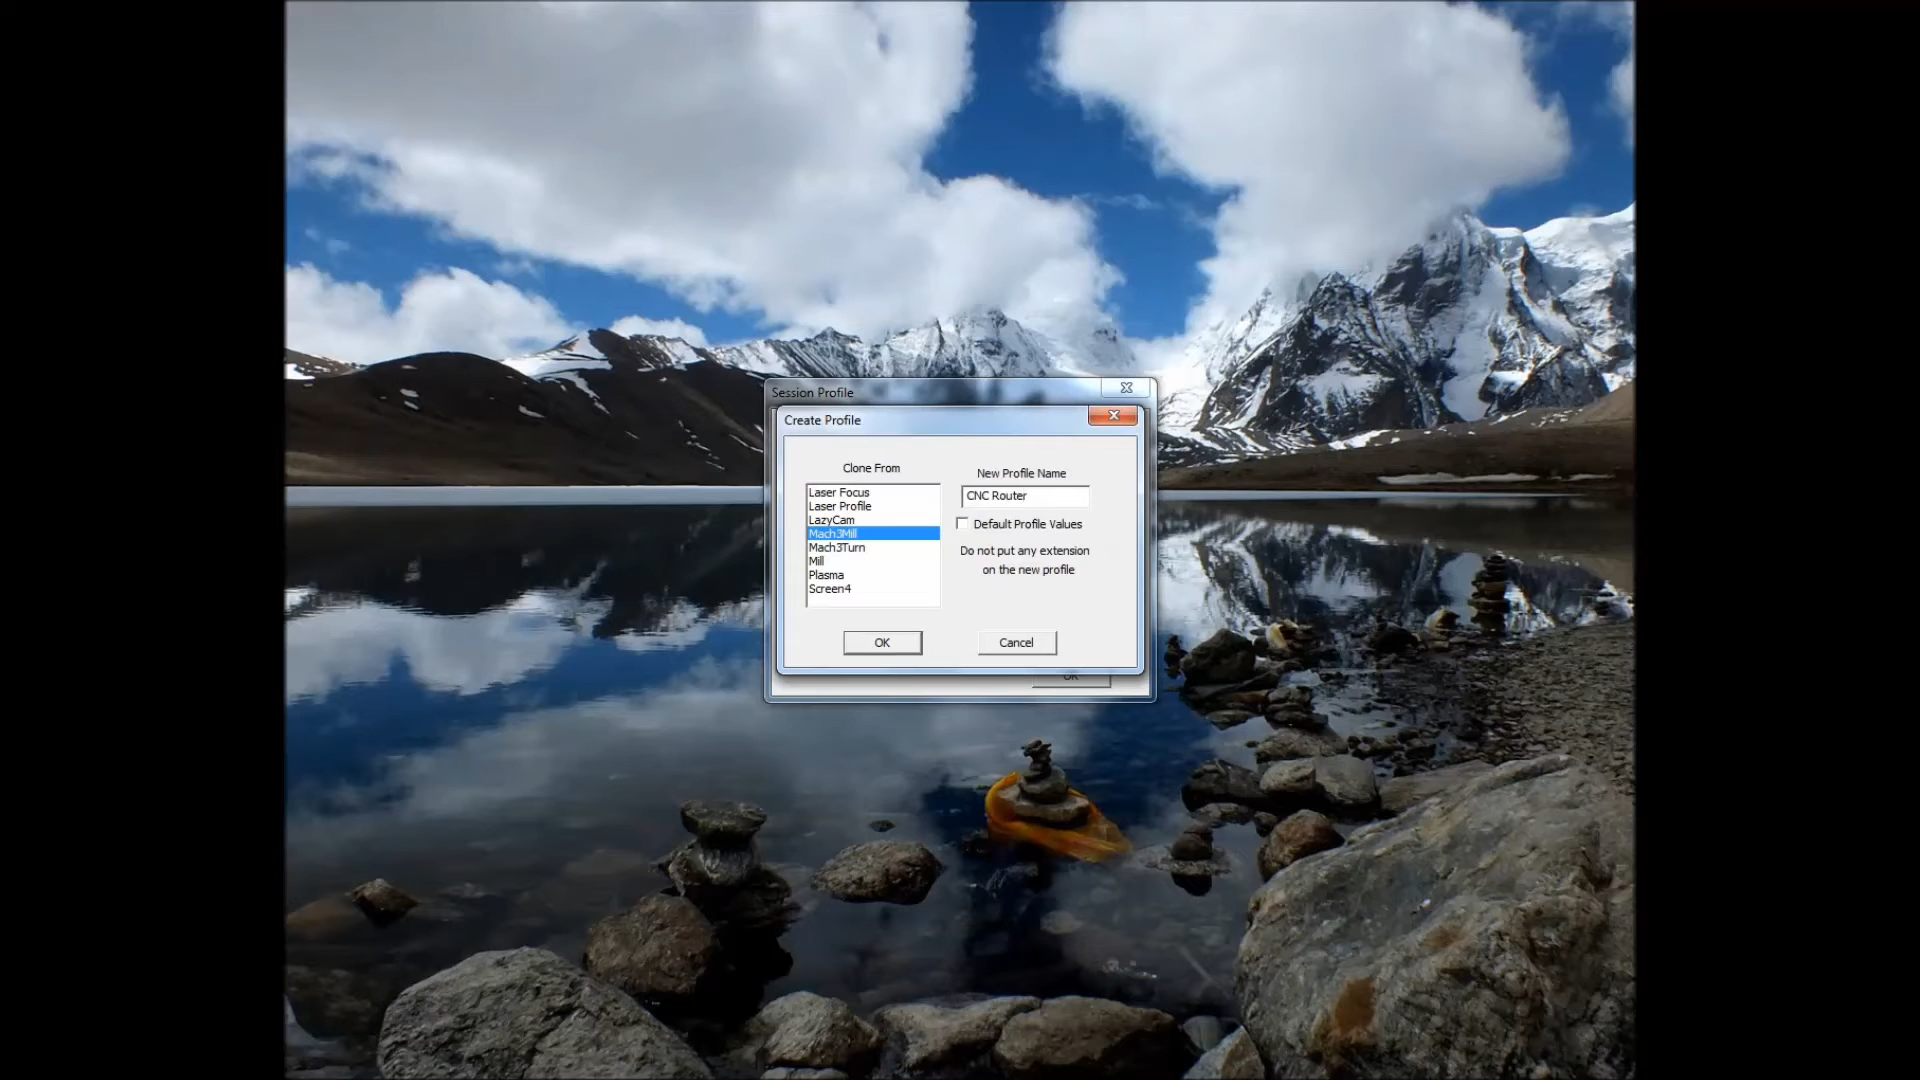 Session Profile
Create Profile
Clone From
New Profile Name
Laser Focus
Laser Profile
LazyCam
Mach3Mill
Mach3Turn
Mill
Plasma
Screen4
CNC Router
Default Profile Values
Do not put any extension
on the new profile
OK
Cancel
OK